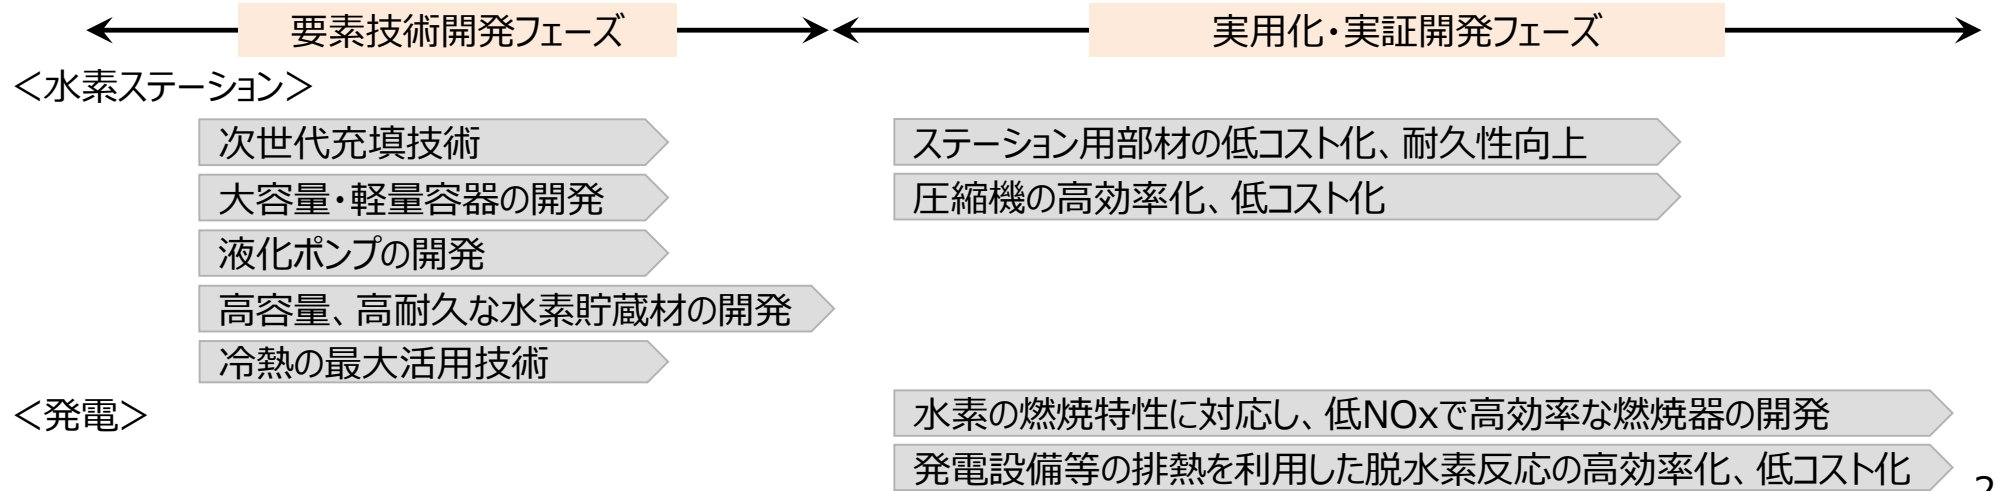 要素技術開発フェーズ
実用化・実証開発フェーズ
＜水素ステーション＞
次世代充填技術
ステーション用部材の低コスト化、耐久性向上
大容量・軽量容器の開発
圧縮機の高効率化、低コスト化
液化ポンプの開発
高容量、高耐久な水素貯蔵材の開発
冷熱の最大活用技術
＜発電＞
水素の燃焼特性に対応し、低NOxで高効率な燃焼器の開発
発電設備等の排熱を利用した脱水素反応の高効率化、低コスト化